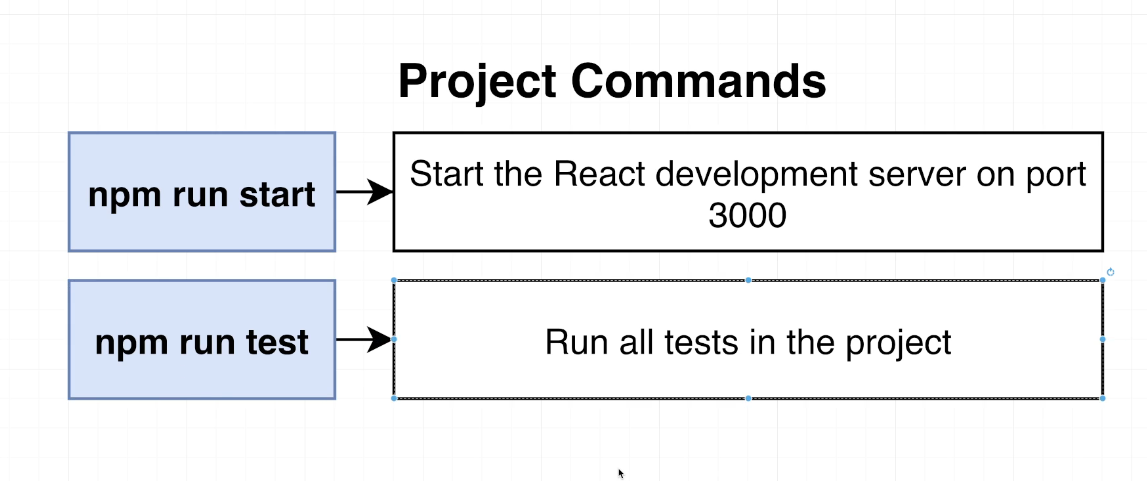 Project Commands
npm run start
Start the React development server on port
3000
npm run test
Run all tests in the project